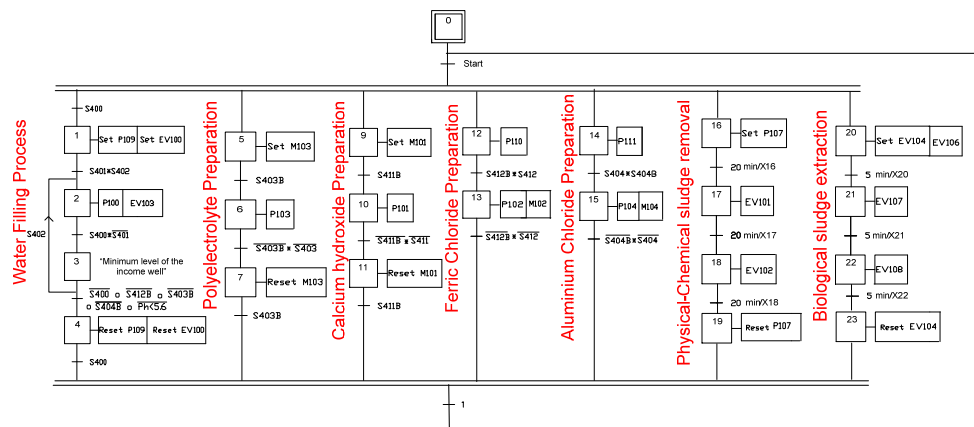 0
Start
Water Filling Process
S400
1
Set P109 Set EV100
S401*S402
2
P100 EV103
S402
S400*S401
3
"Minimum level of the
income well"
S400 o S412B o S403B
o S404B o Ph<5.6
4
Reset P109 Reset EV100
S400
Polyelectrolyte Preparation
5
Set M103
S403B
6
P103
S403B * S403
7
Reset M103
S403B
Calcium hydroxide Preparation
9
Set M101
S411B
10
P101
S411B * S411
11
Reset M101
S411B
Ferric Chloride Preparation
12
P110
S412B * S412
13
P102 M102
S412B * S412
Aluminium Chloride Preparation
14
P111
S404*S404B
15
P104 M104
S404B * S404
Physical-Chemical sludge removal
16
Set P107
20 min/X16
17
EV101
20 min/X17
18
EV102
20 min/X18
19
Reset P107
Biological sludge extraction
20
Set EV104 EV106
5 min/X20
21
EV107
5 min/X21
22
EV108
5 min/X22
23
Reset EV104
1